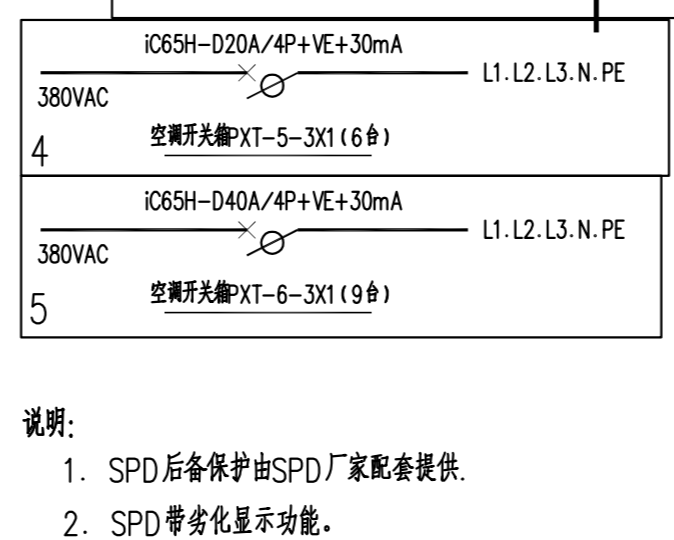 iC65H-D20A/4P+VE+30mA
380VAC
L1.L2.L3.N.PE
空调开关箱PXT-5-3X1(6台)
4
iC65H-D40A/4P+VE+30mA
380VAC
L1.L2.L3.N.PE
空调开关箱PXT-6-3X1(9台)
5
说明:
1. SPD后备保护由SPD厂家配套提供.
2. SPD带劣化显示功能。